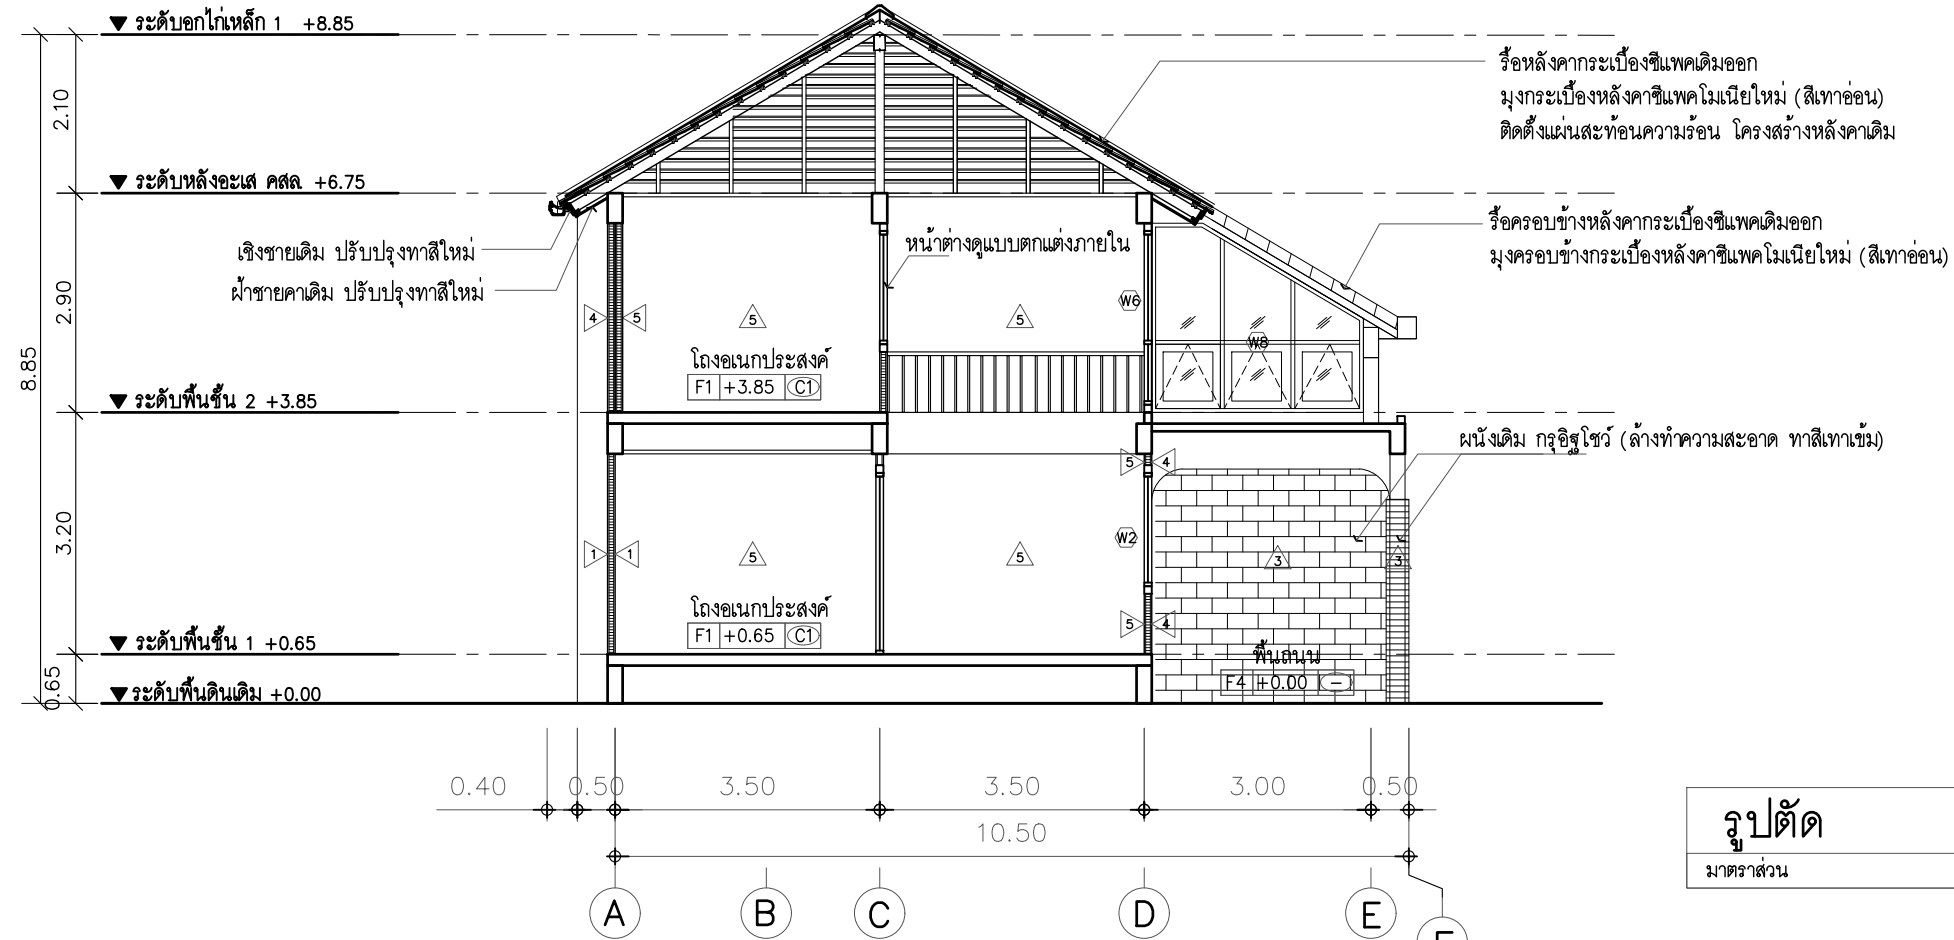 ระดับอกไก่เหล็ก 1 +8.85
รื้อหลังคากระเบื้องซีแพคเดิมออก
มุงกระเบื้องหลังคาซีแพคโมเนียใหม่ (สีเทาอ่อน)
ติดตั้งแผ่นสะท้อนความร้อน โครงสร้างหลังคาเดิม
2.10
ระดับหลังอะเส คสล. +6.75
รื้อครอบข้างหลังคากระเบื้องซีแพคเดิมออก
มุงครอบข้างกระเบื้องหลังคาซีแพคโมเนียใหม่ (สีเทาอ่อน)
เชิงชายเดิม ปรับปรุงทาสีใหม่
ฝ้าชายคาเดิม ปรับปรุงทาสีใหม่
หน้าต่างดูแบบตกแต่งภายใน
2.90
8.85
4 5 5 5 W6 W8
โถงอเนกประสงค์
F1 +3.85 C1
ระดับพื้นชั้น 2 +3.85
ผนังเดิม กรุอิฐโชว์ (ล้างทำความสะอาด ทาสีเทาเข้ม)
5 4
3.20
W2
1 1 5 5 3 3
โถงอเนกประสงค์
F1 +0.65 C1
5 4
ระดับพื้นชั้น 1 +0.65
พื้นถนน
F4 +0.00 –
0.65
ระดับพื้นดินเดิม +0.00
0.40 0.50 3.50 3.50 3.00 0.50
10.50
รูปตัด
มาตราส่วน
A B C D E